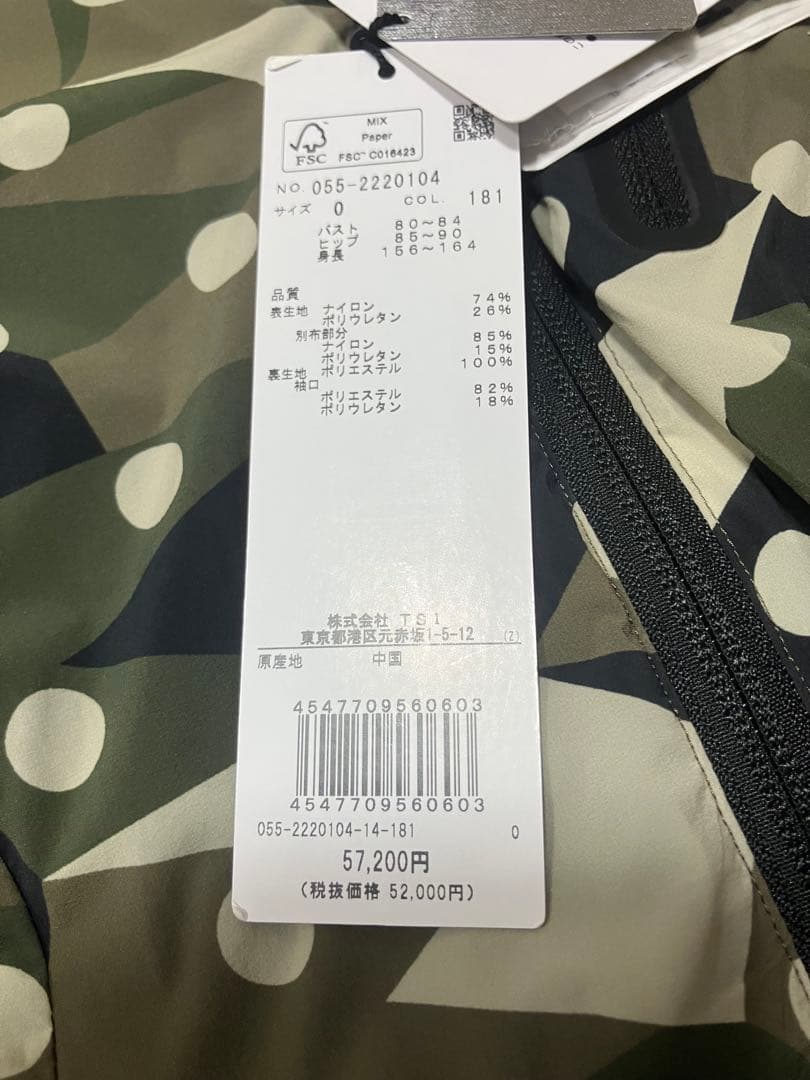 FSC
MIX
Paper
FSC™ C016423
NO. 055-2220104
サイズ 0 COL. 181
バスト 80〜84
ヒップ 85〜90
身長 156〜164
品質
表生地 ナイロン 74%
ポリウレタン 26%
別布部分
ナイロン 85%
ポリウレタン 15%
裏生地 ポリエステル 100%
袖口
ポリエステル 82%
ポリウレタン 18%
株式会社 TSI
東京都港区元赤坂1-5-12 (Z)
原産地 中国
4547709560603
4547709560603
055-2220104-14-181 0
57,200円
(税抜価格 52,000円)